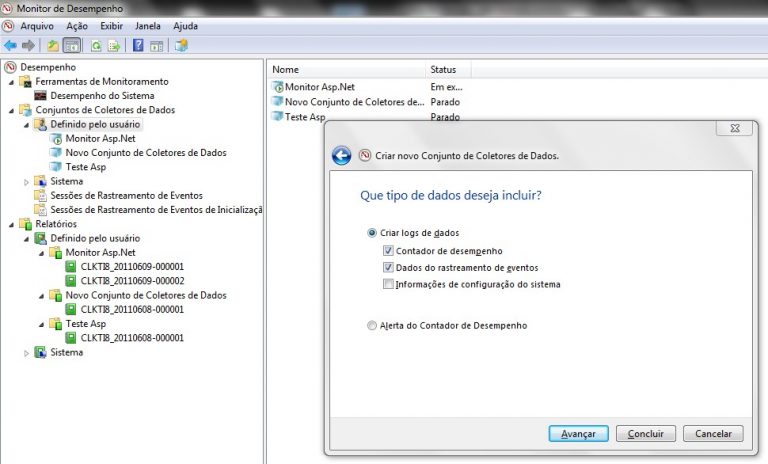 Monitor de Desempenho
Arquivo Ação Exibir Janela Ajuda
Desempenho
Ferramentas de Monitoramento
Desempenho do Sistema
Conjuntos de Coletores de Dados
Definido pelo usuário
Monitor Asp.Net
Novo Conjunto de Coletores de Dados
Teste Asp
Sistema
Sessões de Rastreamento de Eventos
Sessões de Rastreamento de Eventos de Inicializaçã
Relatórios
Definido pelo usuário
Monitor Asp.Net
CLKTI8_20110609-000001
CLKTI8_20110609-000002
Novo Conjunto de Coletores de Dados
CLKTI8_20110608-000001
Teste Asp
CLKTI8_20110608-000001
Sistema
Nome Status
Monitor Asp.Net Em ex...
Novo Conjunto de Coletores de... Parado
Teste Asp Parado
Criar novo Conjunto de Coletores de Dados.
Que tipo de dados deseja incluir?
Criar logs de dados
Contador de desempenho
Dados do rastreamento de eventos
Informações de configuração do sistema
Alerta do Contador de Desempenho
Avançar Concluir Cancelar